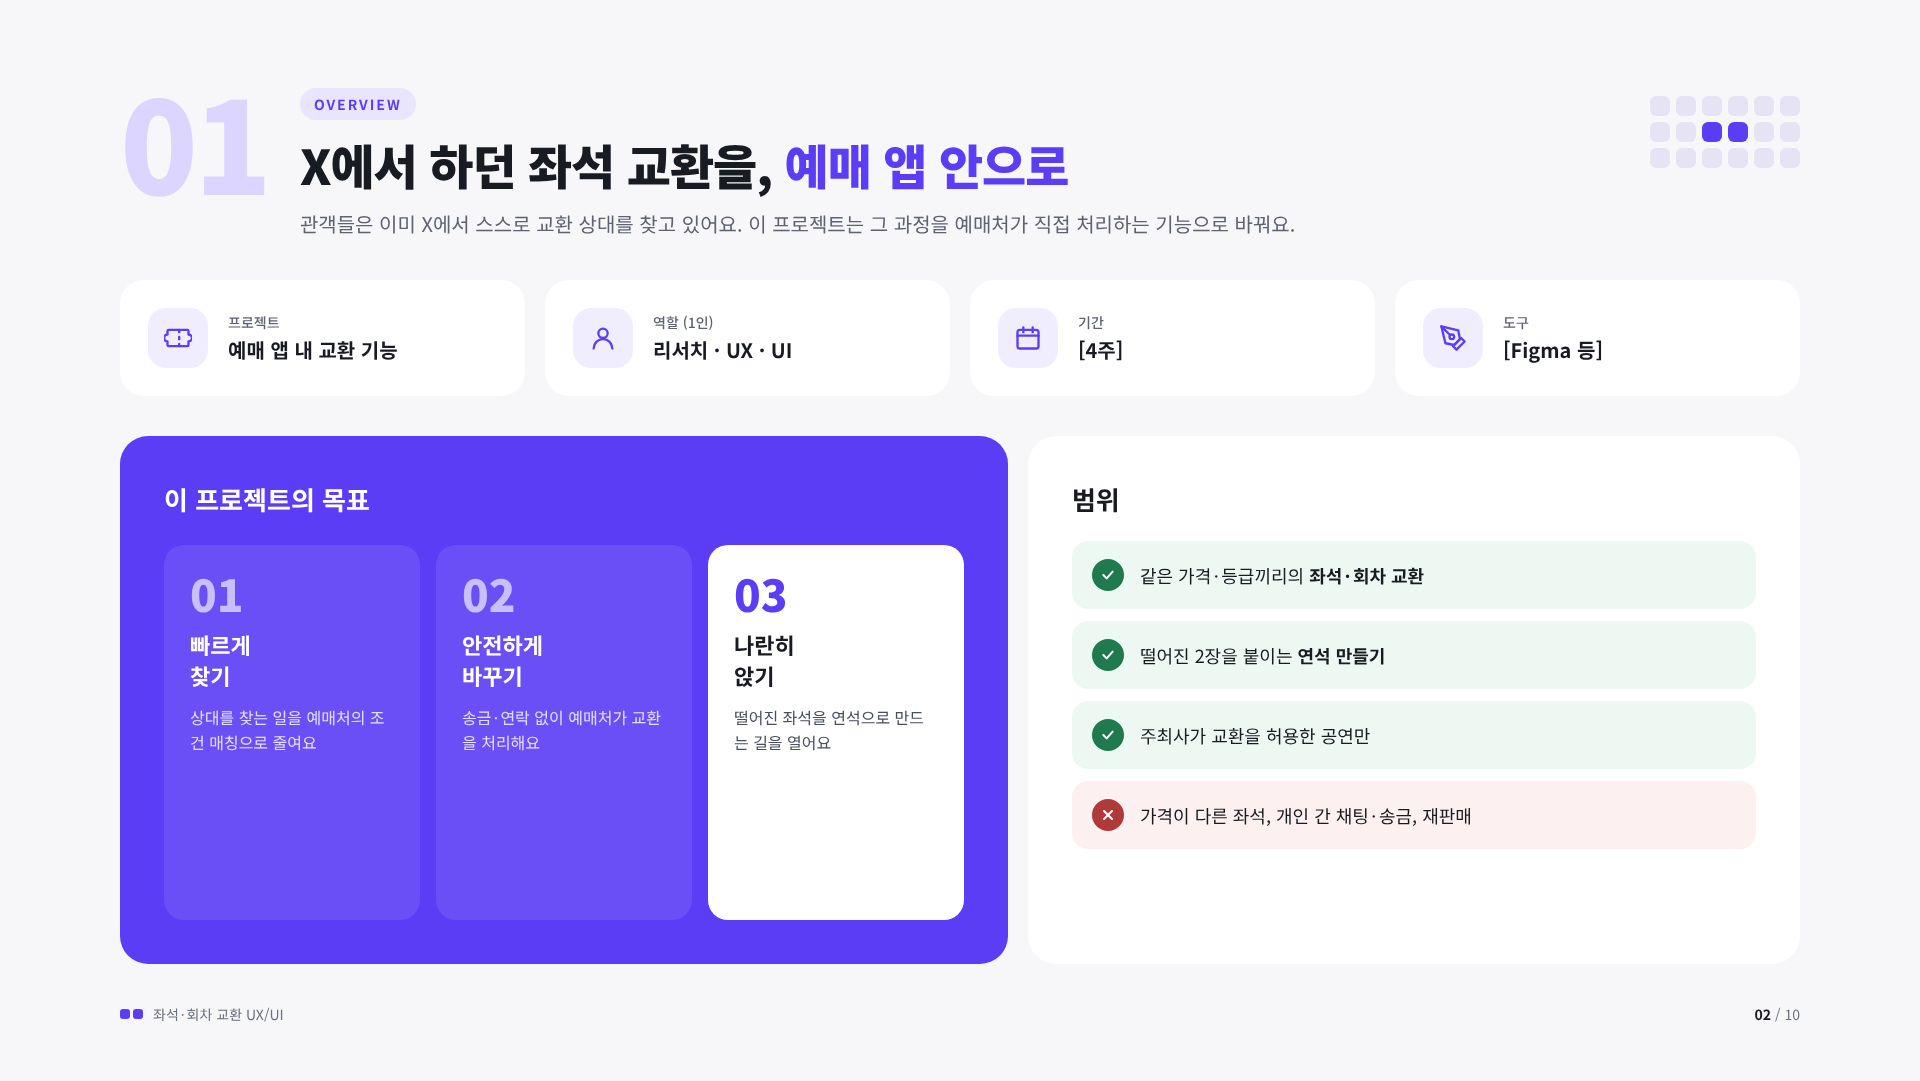 01
OVERVIEW
X에서 하던 좌석 교환을, 예매 앱 안으로
관객들은 이미 X에서 스스로 교환 상대를 찾고 있어요. 이 프로젝트는 그 과정을 예매처가 직접 처리하는 기능으로 바꿔요.
프로젝트
예매 앱 내 교환 기능
역할 (1인)
리서치 · UX · UI
기간
[4주]
도구
[Figma 등]
이 프로젝트의 목표
01
빠르게
찾기
상대를 찾는 일을 예매처의 조
건 매칭으로 줄여요
02
안전하게
바꾸기
송금·연락 없이 예매처가 교환
을 처리해요
03
나란히
앉기
떨어진 좌석을 연석으로 만드
는 길을 열어요
범위
같은 가격·등급끼리의 좌석·회차 교환
떨어진 2장을 붙이는 연석 만들기
주최사가 교환을 허용한 공연만
가격이 다른 좌석, 개인 간 채팅·송금, 재판매
좌석·회차 교환 UX/UI
02 / 10